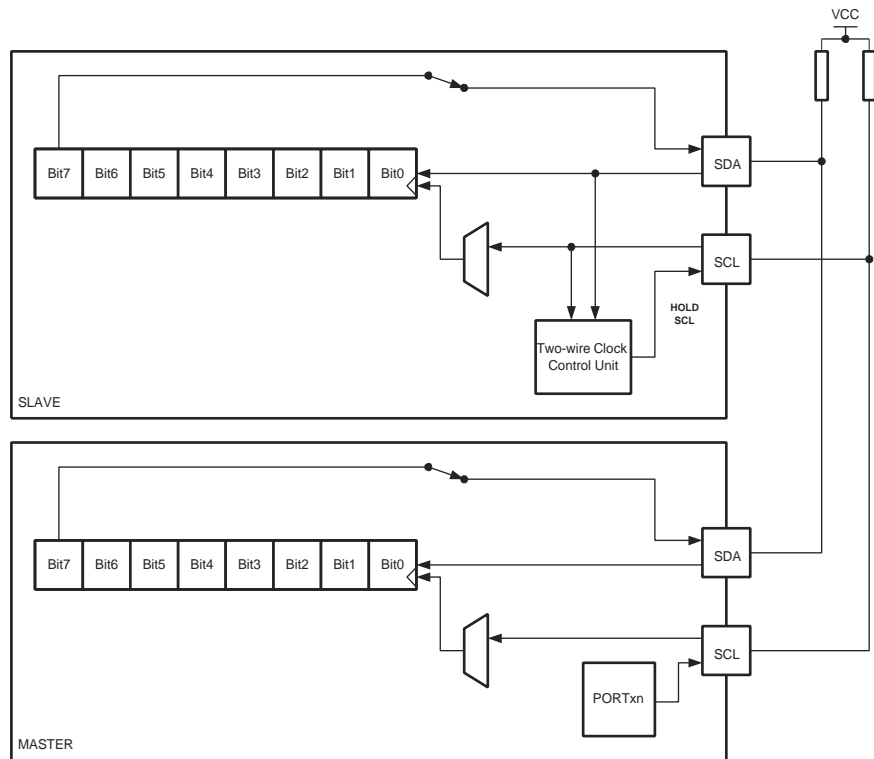 VCC
Bit7 Bit6 Bit5 Bit4 Bit3 Bit2 Bit1 Bit0
SDA
SCL
HOLD
SCL
Two-wire Clock
Control Unit
SLAVE
Bit7 Bit6 Bit5 Bit4 Bit3 Bit2 Bit1 Bit0
SDA
SCL
PORTxn
MASTER